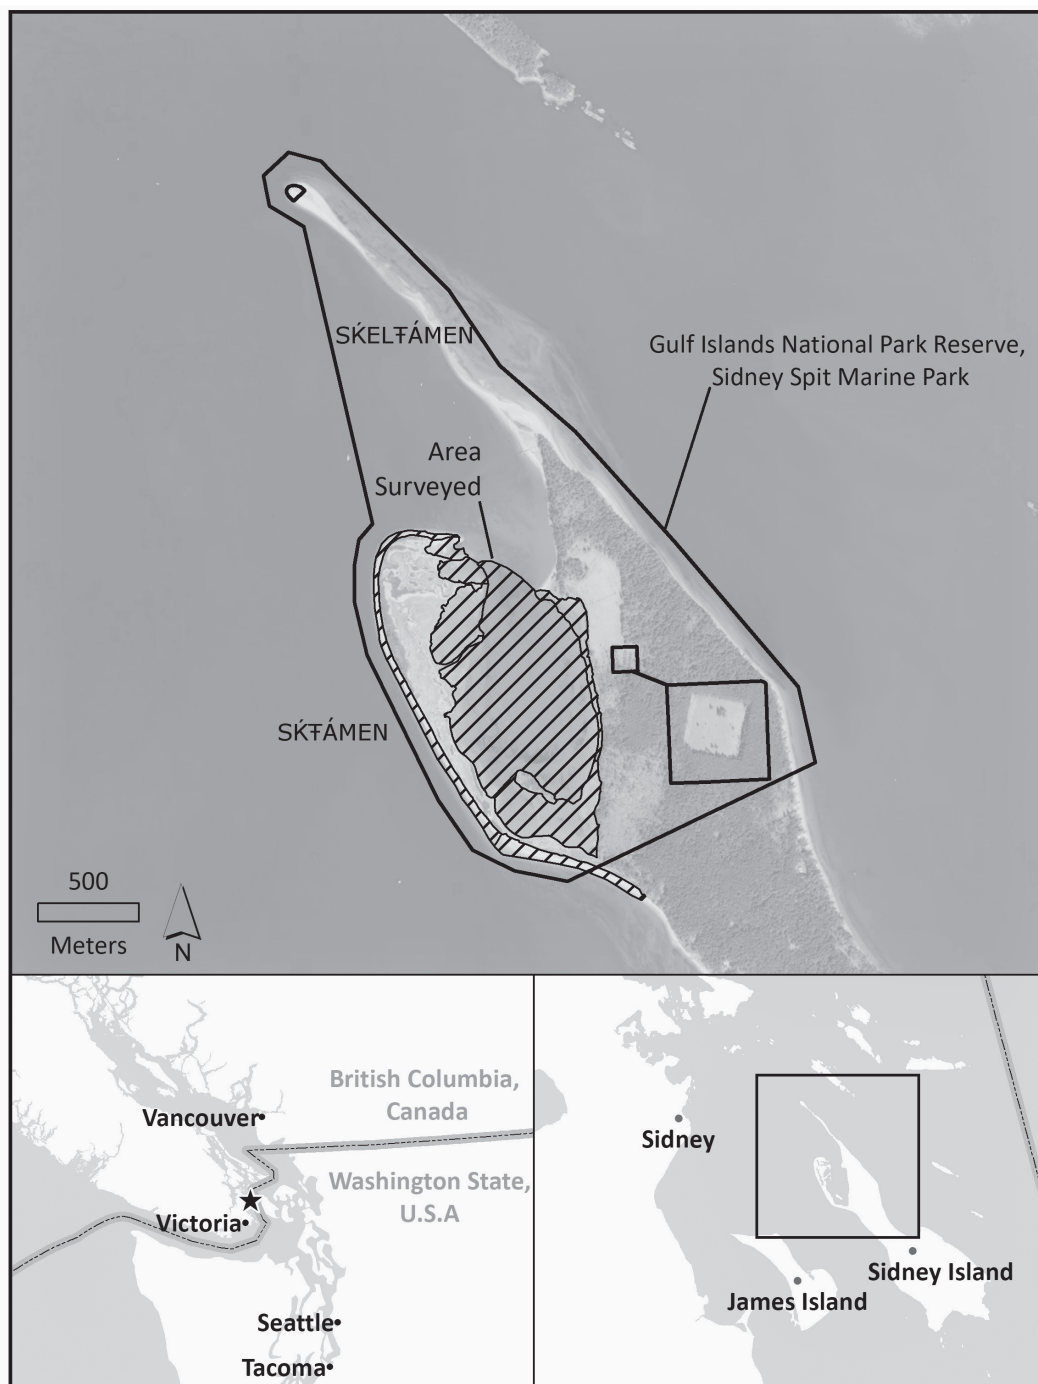 SḰELȾÁMEN
Gulf Islands National Park Reserve,
Sidney Spit Marine Park
Area
Surveyed
SḰȾÁMEN
500
Meters
N
British Columbia,
Canada
Vancouver
Washington State,
U.S.A
Victoria
Seattle
Tacoma
Sidney
Sidney Island
James Island